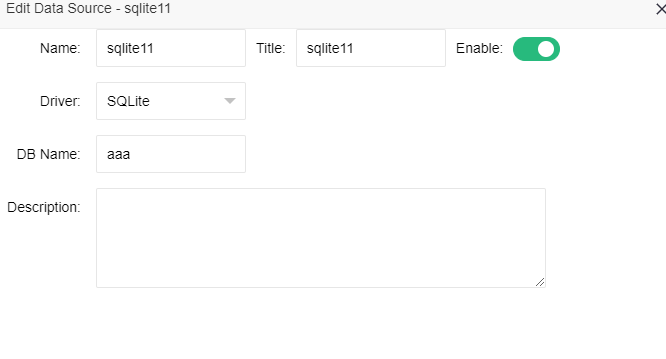 Edit Data Source - sqlite11
Name: sqlite11 Title: sqlite11 Enable:
Driver: SQLite
DB Name: aaa
Description: